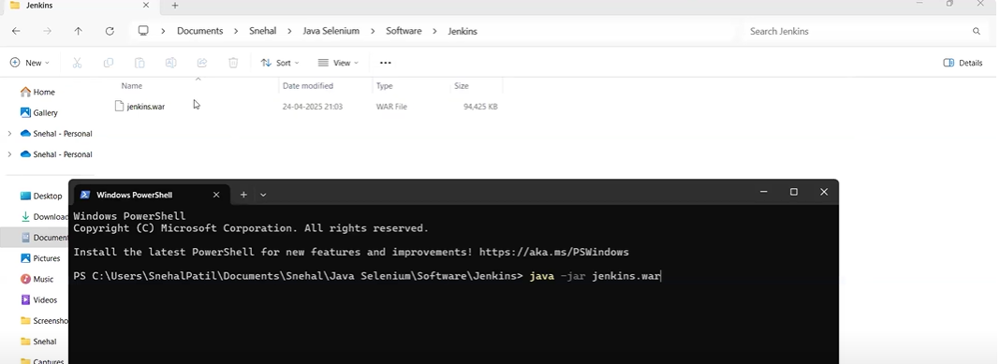 Jenkins
Documents > Snehal > Java Selenium > Software > Jenkins
Search Jenkins
New
Sort
View
Details
Name Date modified Type Size
jenkins.war 24-04-2025 21:03 WAR File 94,425 KB
Home
Gallery
Snehal - Personal
Snehal - Personal
Desktop
Download
Document
Pictures
Music
Videos
Screensho
Snehal
Captures
Windows PowerShell
Windows PowerShell
Copyright (C) Microsoft Corporation. All rights reserved.
Install the latest PowerShell for new features and improvements! https://aka.ms/PSWindows
PS C:\Users\SnehalPatil\Documents\Snehal\Java Selenium\Software\Jenkins> java -jar jenkins.war